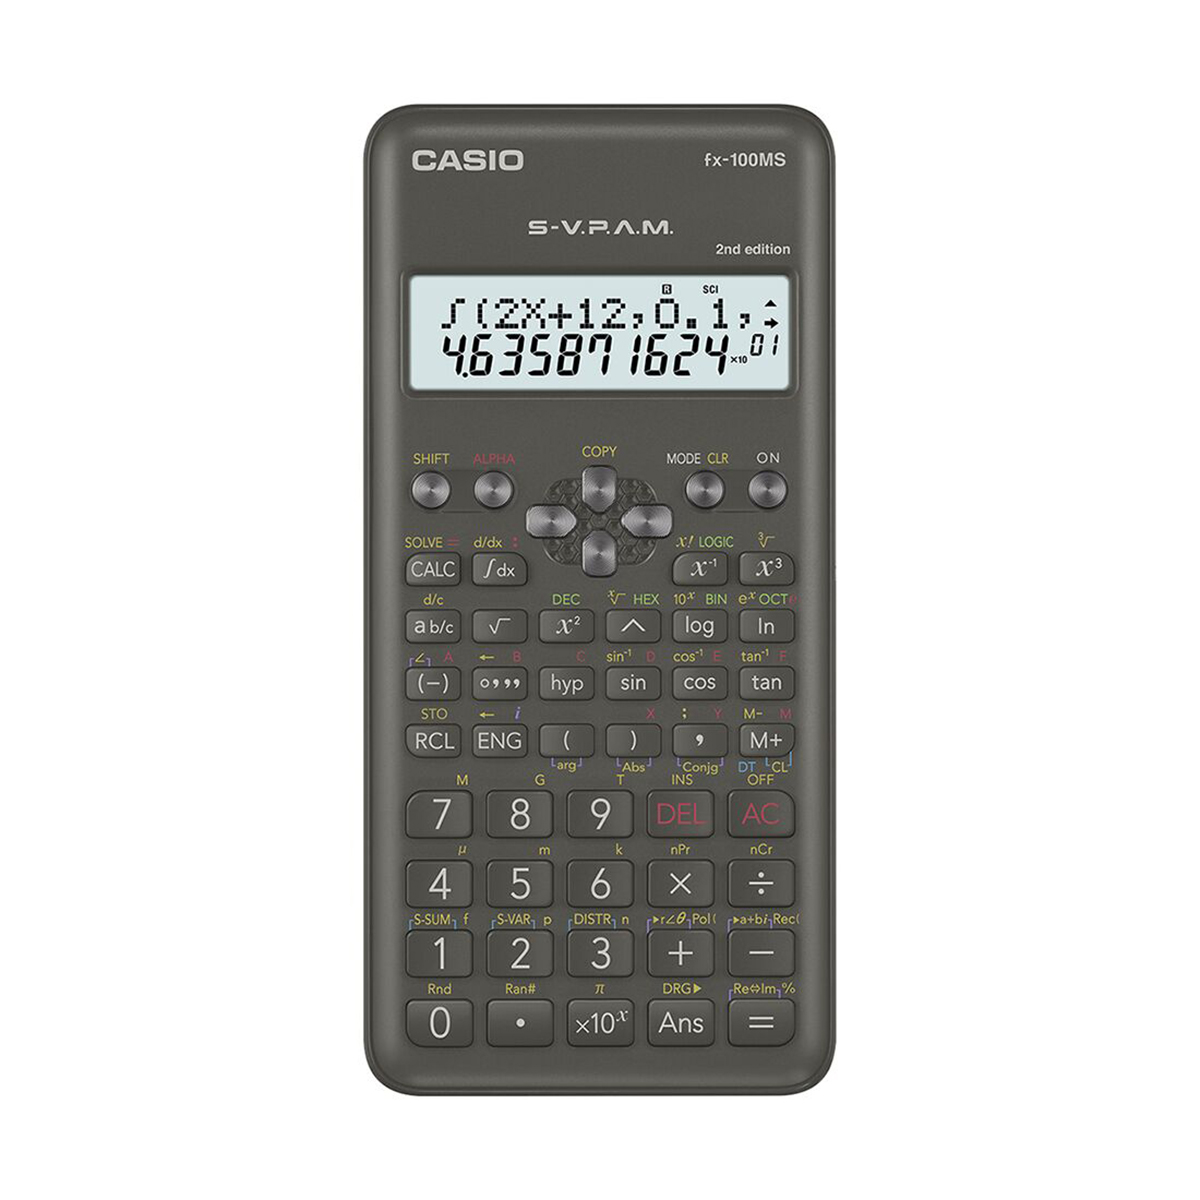 CASIO fx-100MS
S-V.P.A.M.
2nd edition
R SCI
∫(2X+12,0.1,
4.635871624×10 01
COPY
SHIFT ALPHA MODE CLR ON
SOLVE = d/dx : x! LOGIC ³√
CALC ∫dx x⁻¹ x³
d/c DEC ˣ√ HEX 10ˣ BIN eˣ OCT e
a b/c √ x² ^ log ln
∠ A ← B C sin⁻¹ D cos⁻¹ E tan⁻¹ F
(−) °,,, hyp sin cos tan
STO ← i X ; Y M− M
RCL ENG ( ) , M+
arg Abs Conjg DT CL
M G T INS OFF
7 8 9 DEL AC
μ m k nPr nCr
4 5 6 × ÷
S-SUM f S-VAR p DISTR n ▶r∠θ Pol( ▶a+bi Rec(
1 2 3 + −
Rnd Ran# π DRG▶ Re⇔Im %
0 • ×10ˣ Ans =